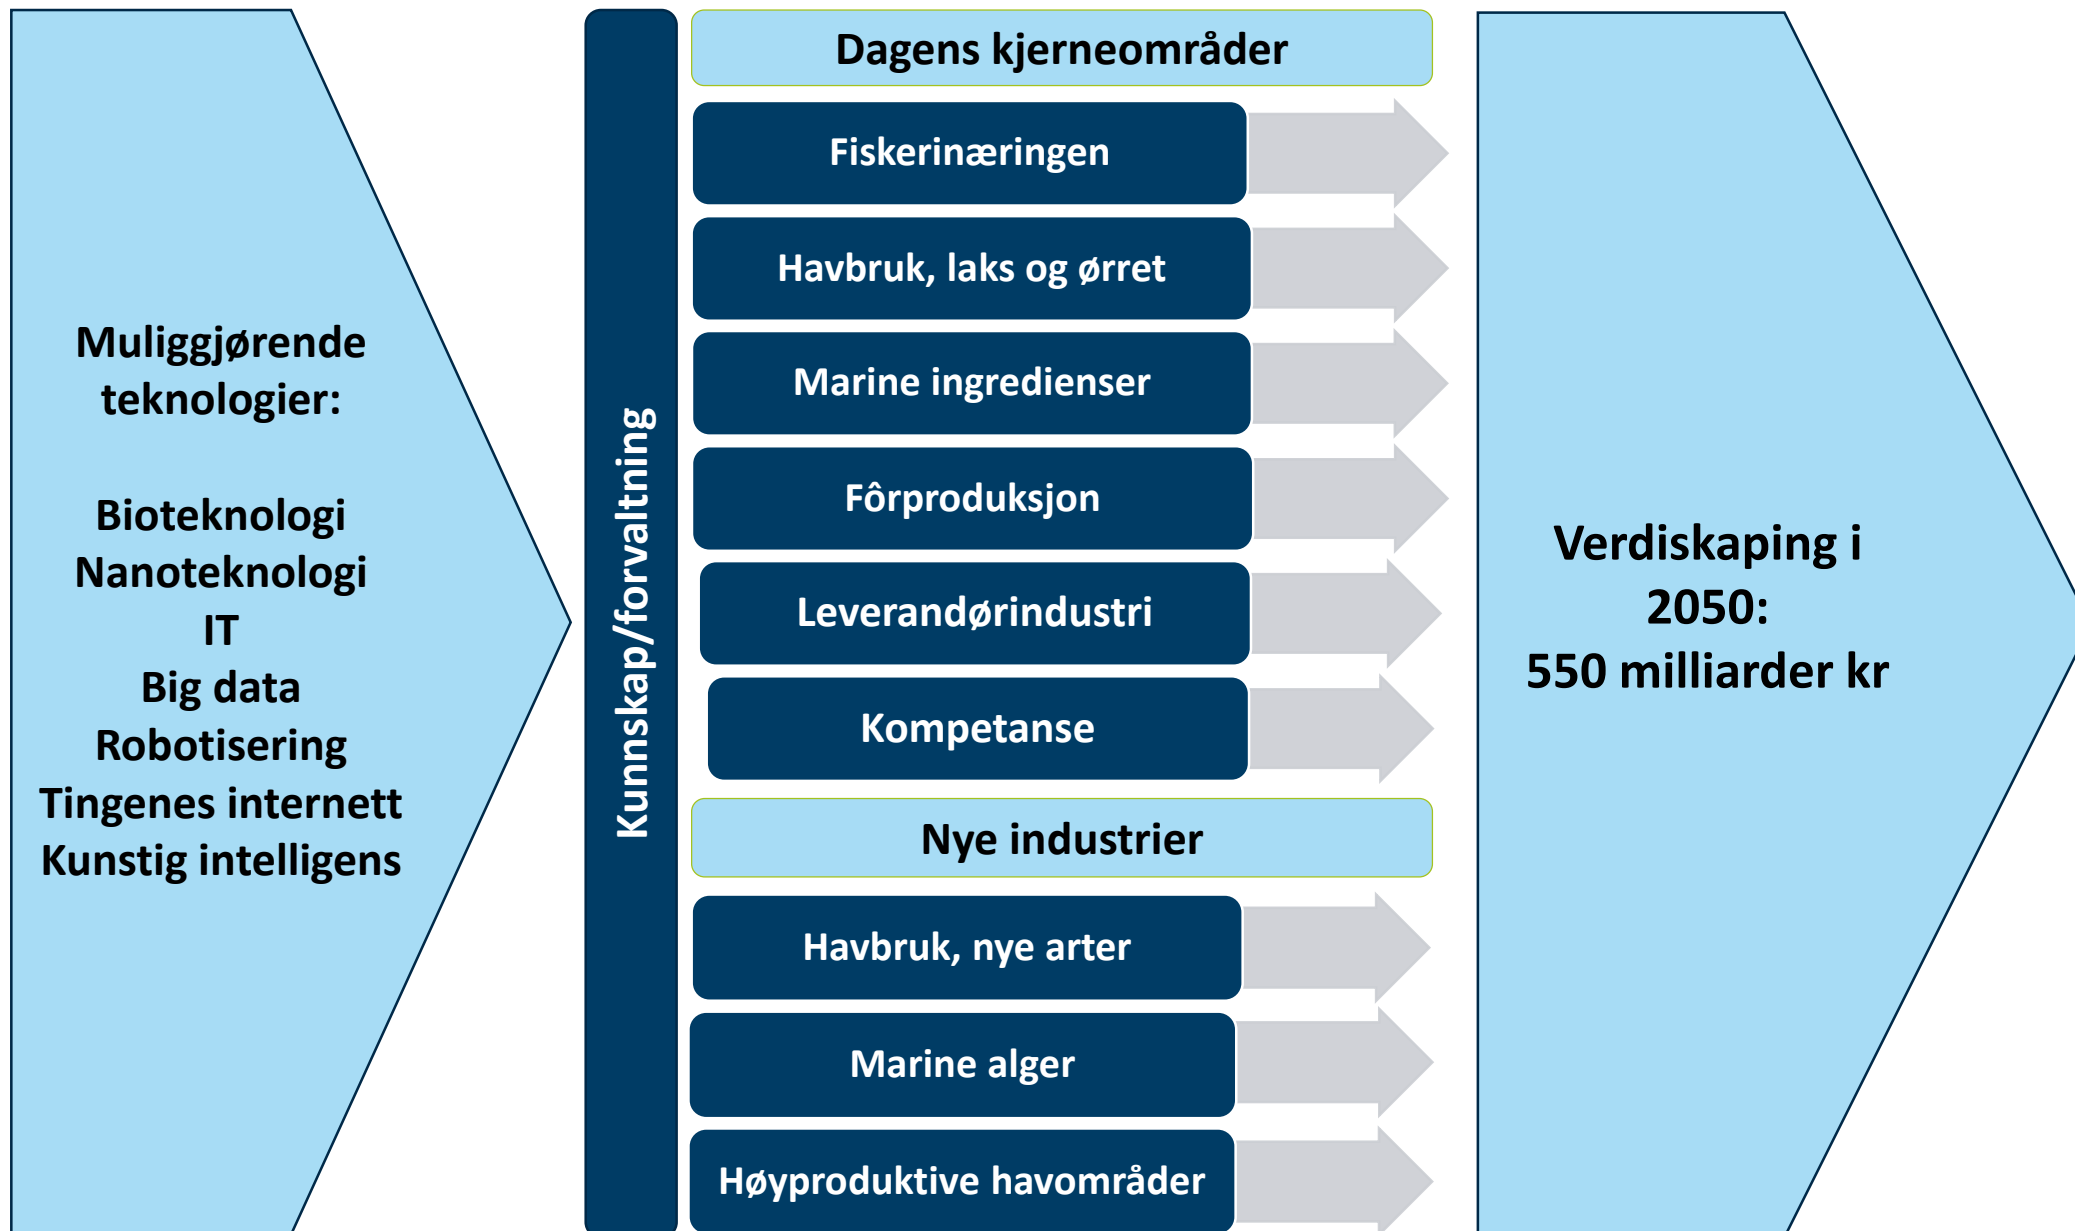 Muliggjørende
teknologier:
Bioteknologi
Nanoteknologi
IT
Big data
Robotisering
Tingenes internett
Kunstig intelligens
Kunnskap/forvaltning
Dagens kjerneområder
Fiskerinæringen
Havbruk, laks og ørret
Marine ingredienser
Fôrproduksjon
Leverandørindustri
Kompetanse
Nye industrier
Havbruk, nye arter
Marine alger
Høyproduktive havområder
Verdiskaping i
2050:
550 milliarder kr